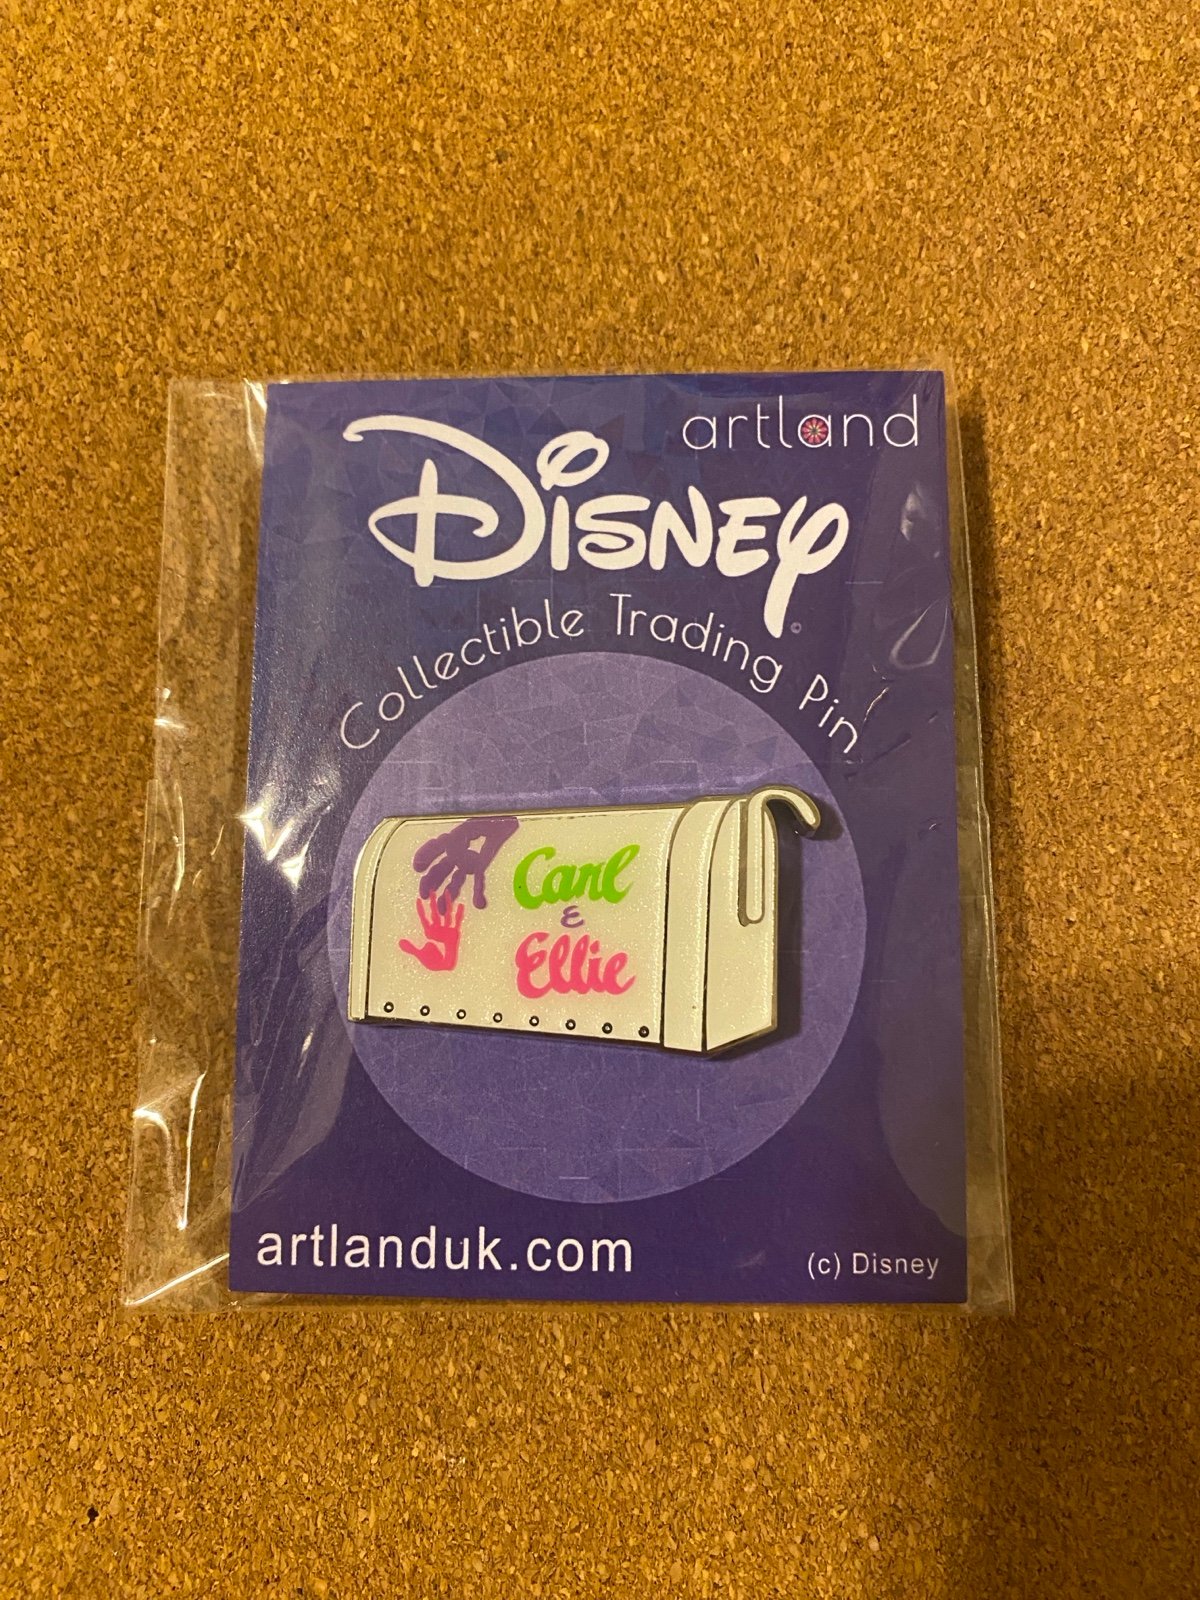 artland
Disney
Collectible Trading Pin
Carl
&
Ellie
artlanduk.com
(c) Disney